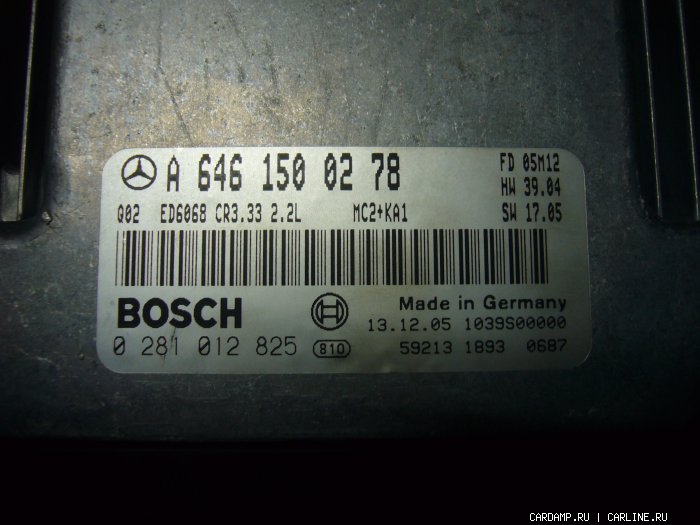 A 646 150 02 78
FD 05M12
HW 39.04
Q02 ED6068 CR3.33 2.2L MC2+KA1 SW 17.05
BOSCH Made in Germany
13.12.05 1039S00000
0 281 012 825 810 59213 1893 0687
CARDAMP.RU | CARLINE.RU